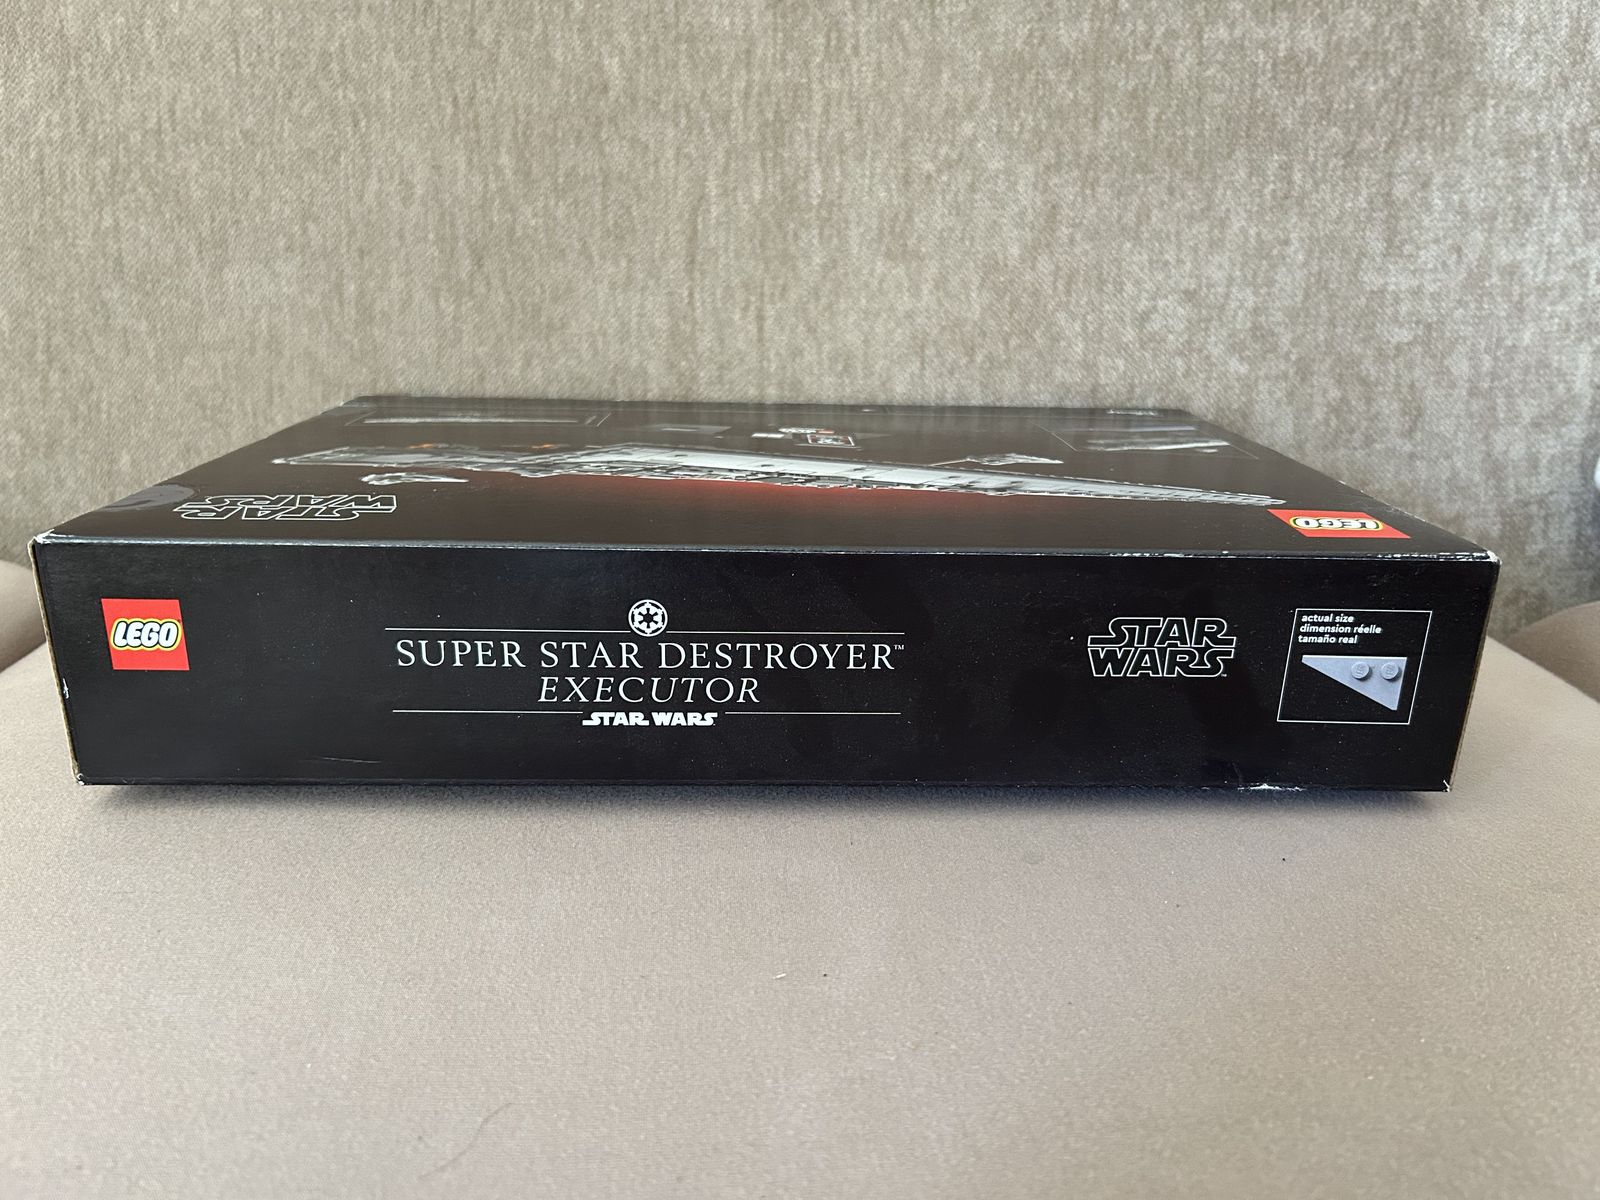 STAR
WARS
LEGO
LEGO
SUPER STAR DESTROYER™
EXECUTOR
STAR WARS
STAR
WARS
actual size
dimension réelle
tamaño real